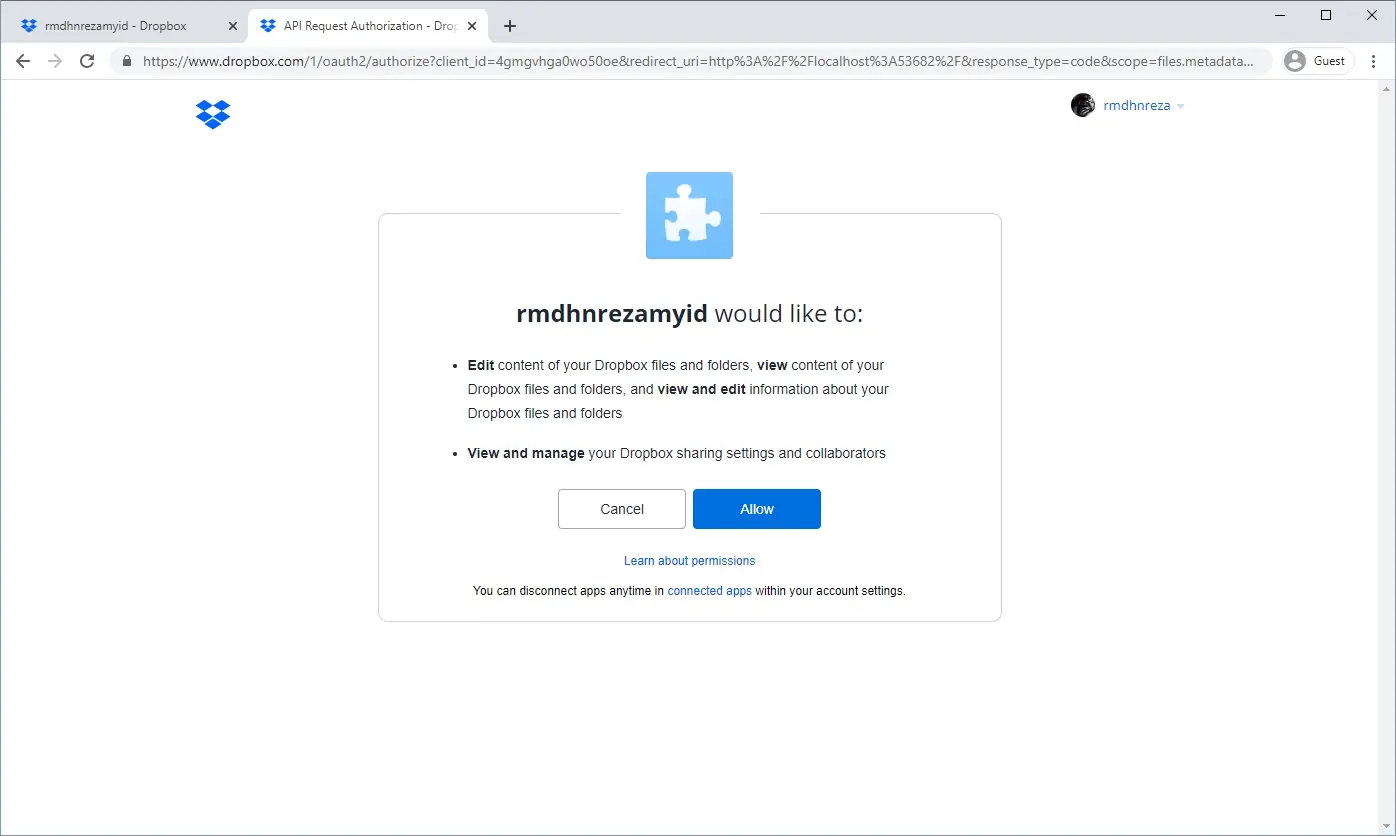 rmdhnrezamyid - Dropbox
API Request Authorization - Drop
https://www.dropbox.com/1/oauth2/authorize?client_id=4gmgvhga0wo50oe&redirect_uri=http%3A%2F%2Flocalhost%3A53682%2F&response_type=code&scope=files.metadata...
Guest
rmdhnreza
rmdhnrezamyid would like to:
• Edit content of your Dropbox files and folders, view content of your
Dropbox files and folders, and view and edit information about your
Dropbox files and folders
• View and manage your Dropbox sharing settings and collaborators
Cancel
Allow
Learn about permissions
You can disconnect apps anytime in connected apps within your account settings.